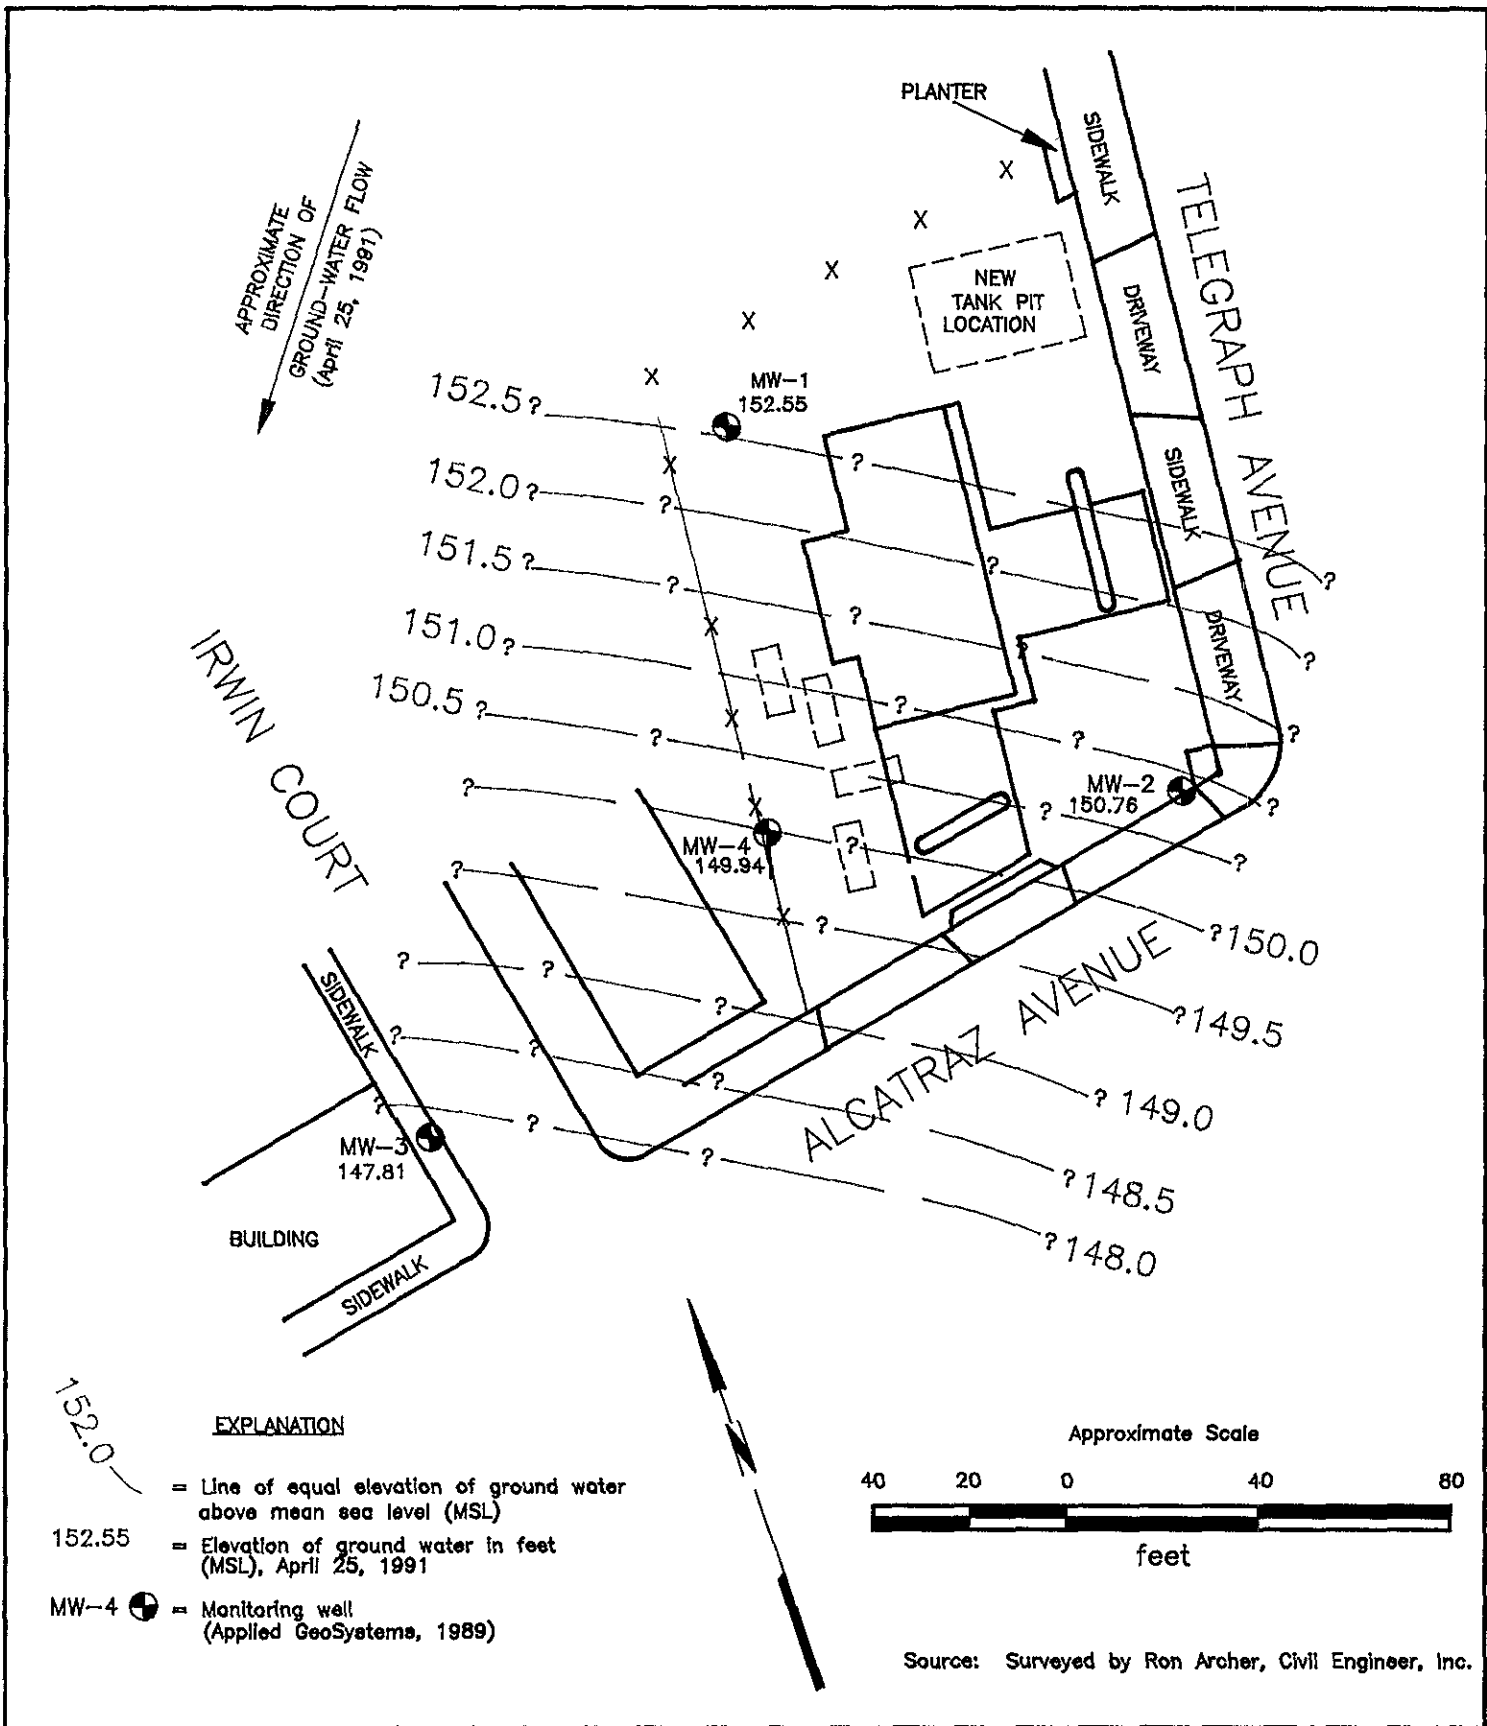 PLANTER
SIDEWALK
TELEGRAPH AVENUE
APPROXIMATE
DIRECTION OF
GROUND-WATER FLOW
(April 25, 1991)
NEW
TANK PIT
LOCATION
DRIVEWAY
MW-1
152.55
152.5?
?
SIDEWALK
152.0?
?
?
?
151.5?
?
?
?
?
151.0?
?
?
?
DRIVEWAY
150.5?
?
?
?
IRWIN COURT
MW-2
150.76
?
?
?
?
MW-4
149.94
?
?
?150.0
?
?
?
?149.5
ALCATRAZ AVENUE
SIDEWALK
?
?
?
?149.0
?
?
?
?148.5
MW-3
147.81
?
?
?148.0
BUILDING
SIDEWALK
152.0
EXPLANATION
= Line of equal elevation of ground water
above mean sea level (MSL)
152.55 = Elevation of ground water in feet
(MSL), April 25, 1991
MW-4 = Monitoring well
(Applied GeoSystems, 1989)
Approximate Scale
40 20 0 40 80
feet
Source: Surveyed by Ron Archer, Civil Engineer, Inc.